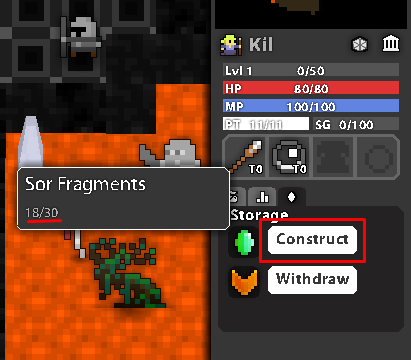 Kil
Lvl 1 0/50
HP 80/80
MP 100/100
PT 11/11 SG 0/100
T0 T0
Sor Fragments
18/30
Storage
Construct
Withdraw